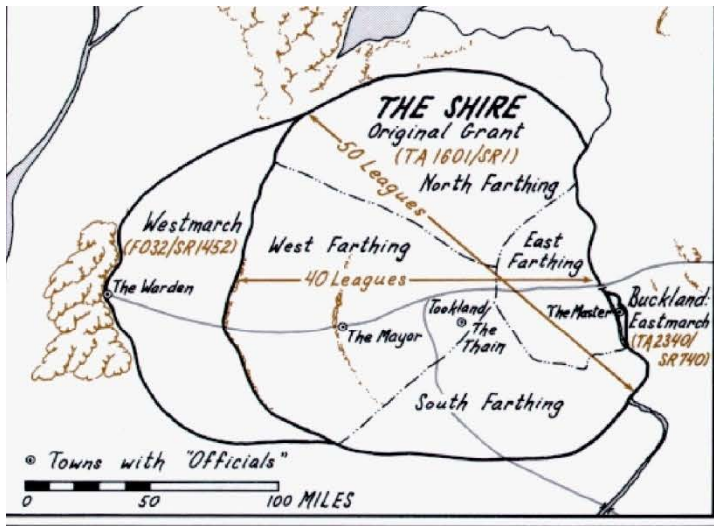 THE SHIRE
Original Grant
(TA 1601/SR1)
50 Leagues
North Farthing
Westmarch
(FO32/SR1452)
West Farthing
East
Farthing
40 Leagues
The Warden
Tookland/
The
Thain
The Mayor
The Master
Buckland:
Eastmarch
(TA2340/
SR740)
South Farthing
Towns with "Officials"
0 50 100 MILES